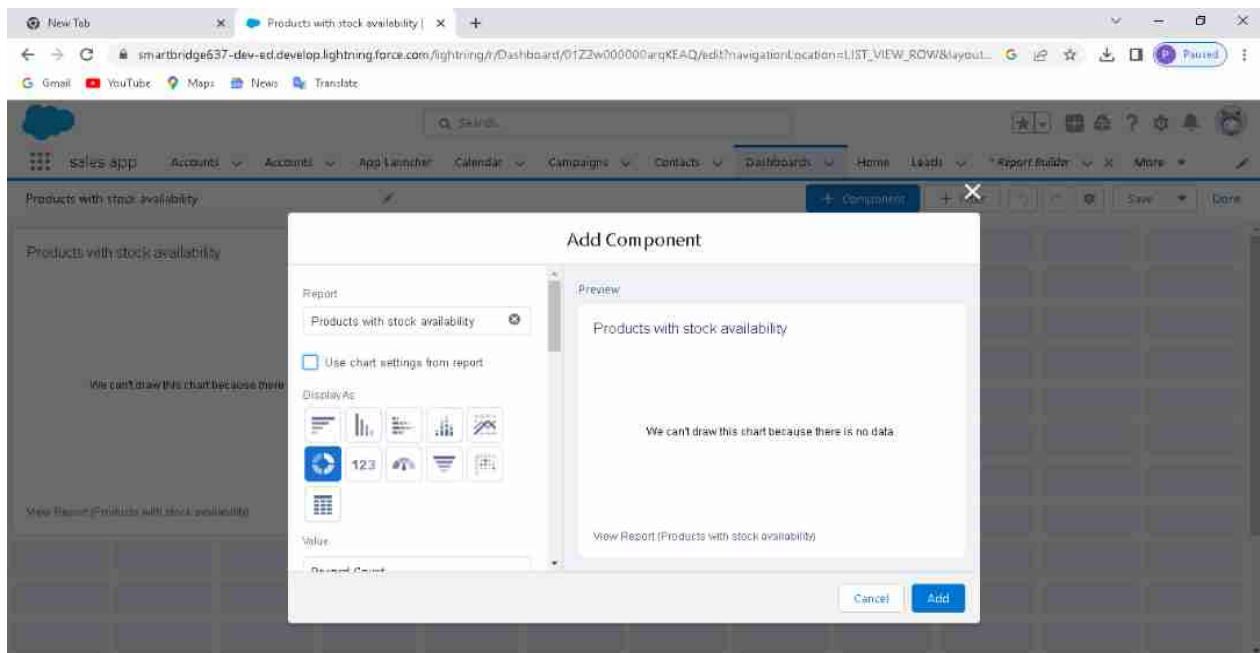 New Tab
Products with stock availability |
smartbridge637-dev-ed.develop.lightning.force.com/lightning/r/Dashboard/01Z2w000000arqKEAQ/edit?navigationLocation=LIST_VIEW_ROW&layout...
Paused
Gmail YouTube Maps News Translate
Search...
sales app Accounts Accounts App Launcher Calendar Campaigns Contacts Dashboards Home Leads * Report Builder More
Products with stock availability
+ Component
Save Done
Products with stock availability
We can't draw this chart because there
View Report (Products with stock availability)
Add Component
Report
Products with stock availability
Use chart settings from report
Display As
123
Value
Record Count
Preview
Products with stock availability
We can't draw this chart because there is no data.
View Report (Products with stock availability)
Cancel Add